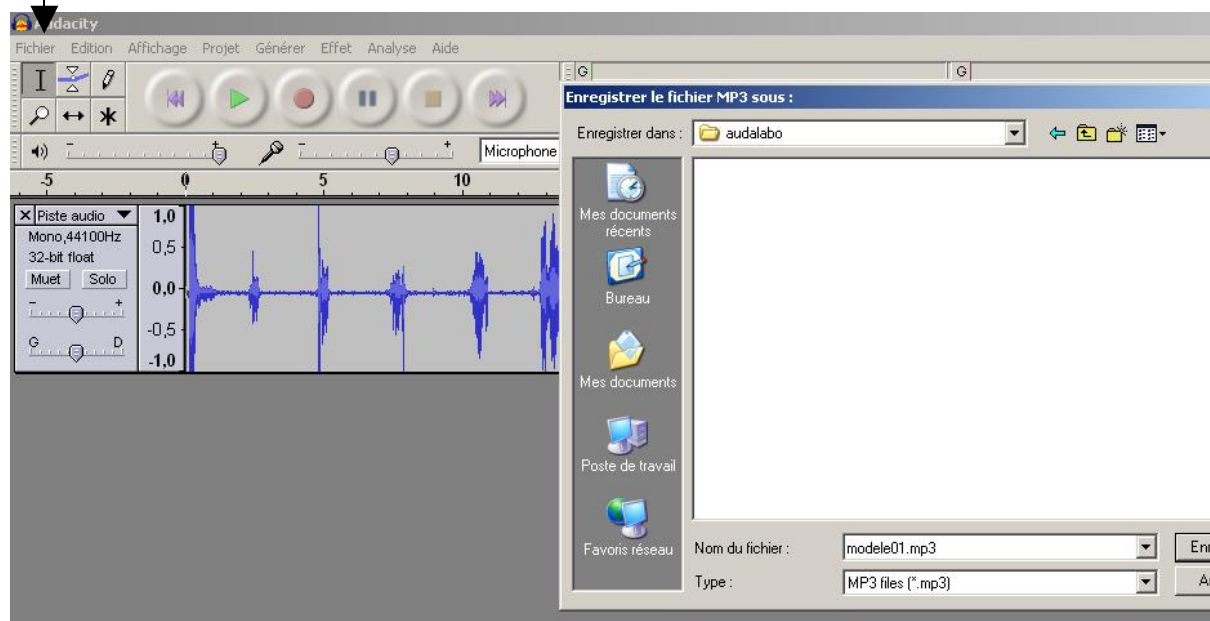 Audacity
Fichier Edition Affichage Projet Générer Effet Analyse Aide
G G
Enregistrer le fichier MP3 sous :
Enregistrer dans : audalabo
Microphone
-5 0 5 10
Piste audio
Mono,44100Hz
32-bit float
Muet Solo
- +
G D
1,0
0,5
0,0
-0,5
-1,0
Mes documents
récents
Bureau
Mes documents
Poste de travail
Favoris réseau
Nom du fichier : modele01.mp3
Type : MP3 files (*.mp3)